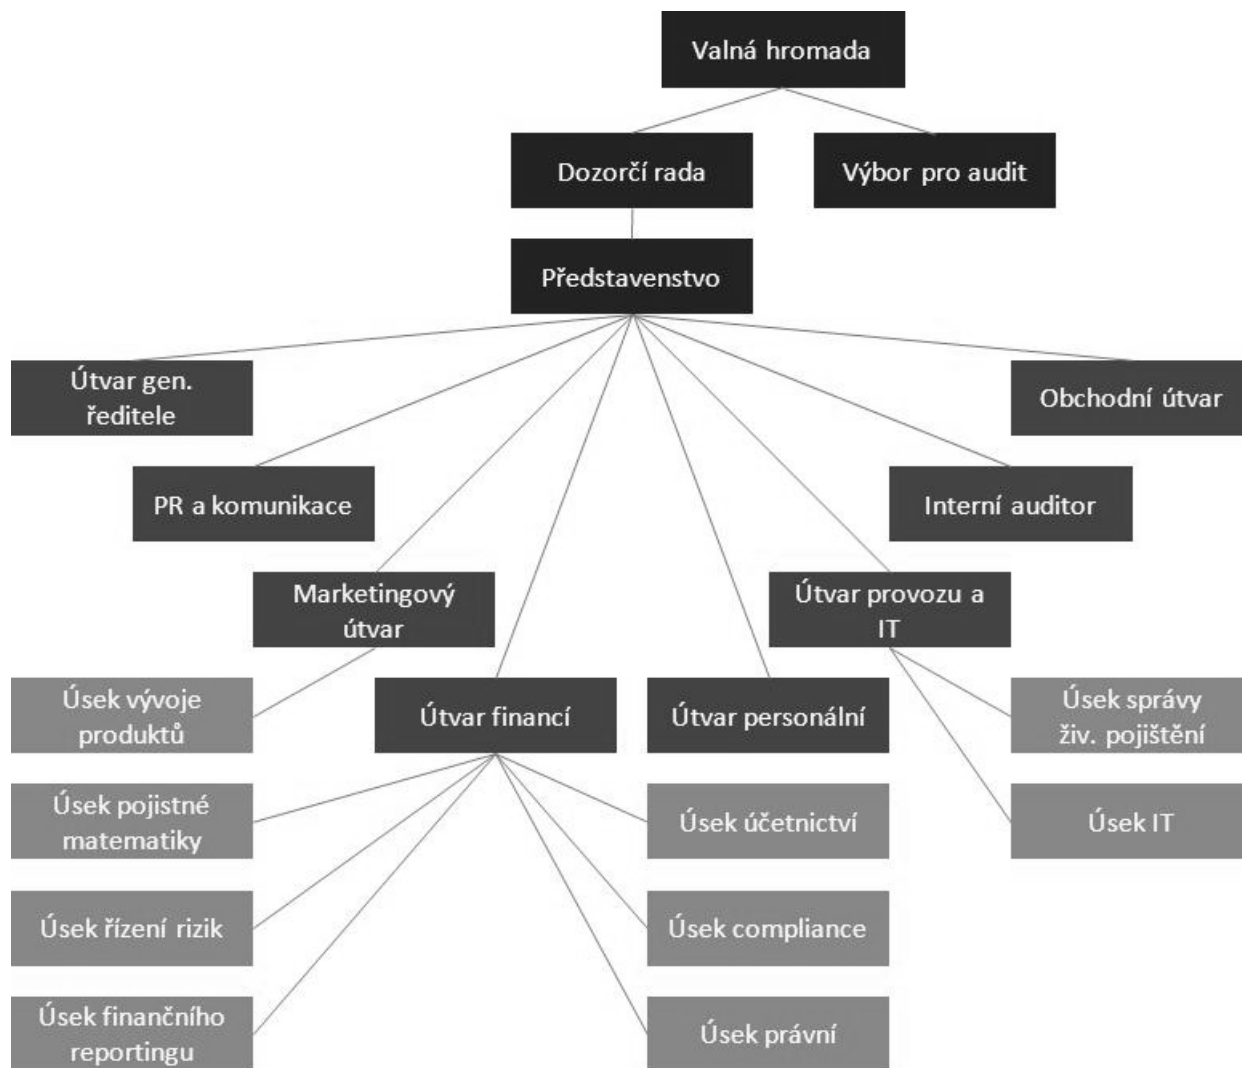 Valná hromada
Dozorčí rada
Výbor pro audit
Představenstvo
Útvar gen.
ředitele
Obchodní útvar
PR a komunikace
Interní auditor
Marketingový
útvar
Útvar provozu a
IT
Úsek vývoje
produktů
Útvar financí
Útvar personální
Úsek správy
živ. pojištění
Úsek pojistné
matematiky
Úsek účetnictví
Úsek IT
Úsek řízení rizik
Úsek compliance
Úsek finančního
reportingu
Úsek právní